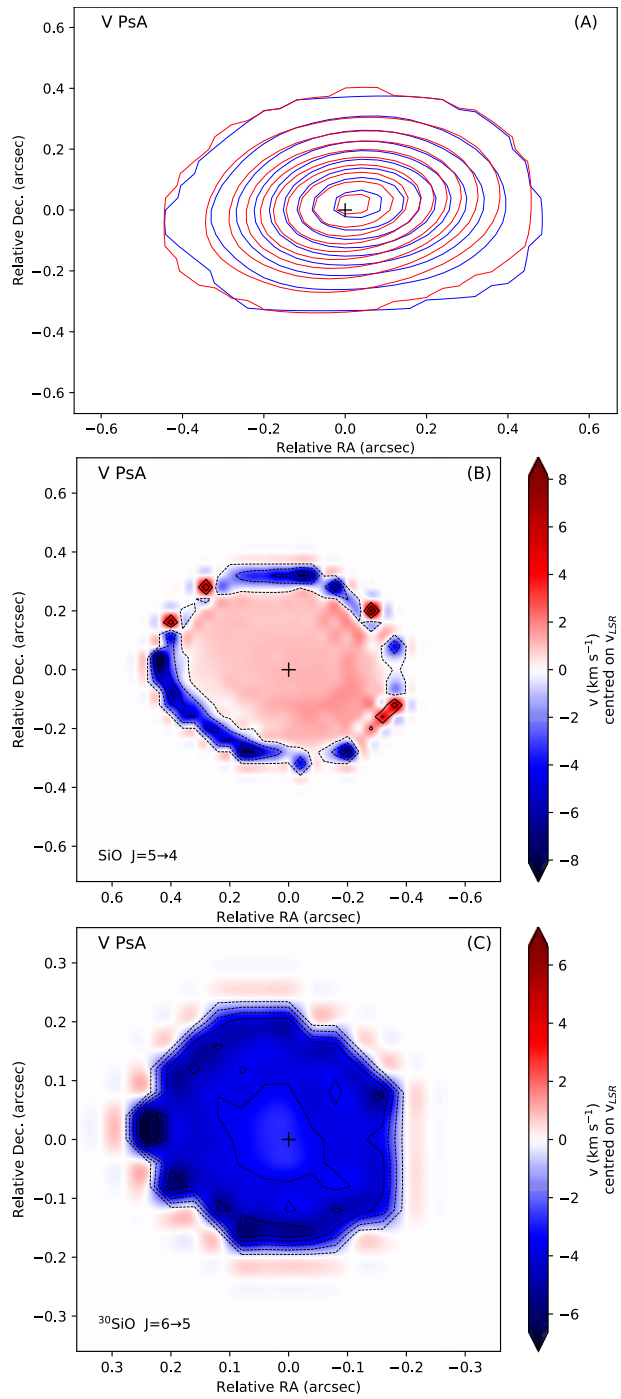 V PsA (A)
0.6
0.4
0.2
0.0
−0.2
−0.4
−0.6
Relative Dec. (arcsec)
−0.6 −0.4 −0.2 0.0 0.2 0.4 0.6
Relative RA (arcsec)
V PsA (B)
0.6
0.4
0.2
0.0
−0.2
−0.4
−0.6
Relative Dec. (arcsec)
SiO J=5→4
0.6 0.4 0.2 0.0 −0.2 −0.4 −0.6
Relative RA (arcsec)
8
6
4
2
0
−2
−4
−6
−8
v (km s⁻¹)
centred on v_LSR
V PsA (C)
0.3
0.2
0.1
0.0
−0.1
−0.2
−0.3
Relative Dec. (arcsec)
³⁰SiO J=6→5
0.3 0.2 0.1 0.0 −0.1 −0.2 −0.3
Relative RA (arcsec)
6
4
2
0
−2
−4
−6
v (km s⁻¹)
centred on v_LSR